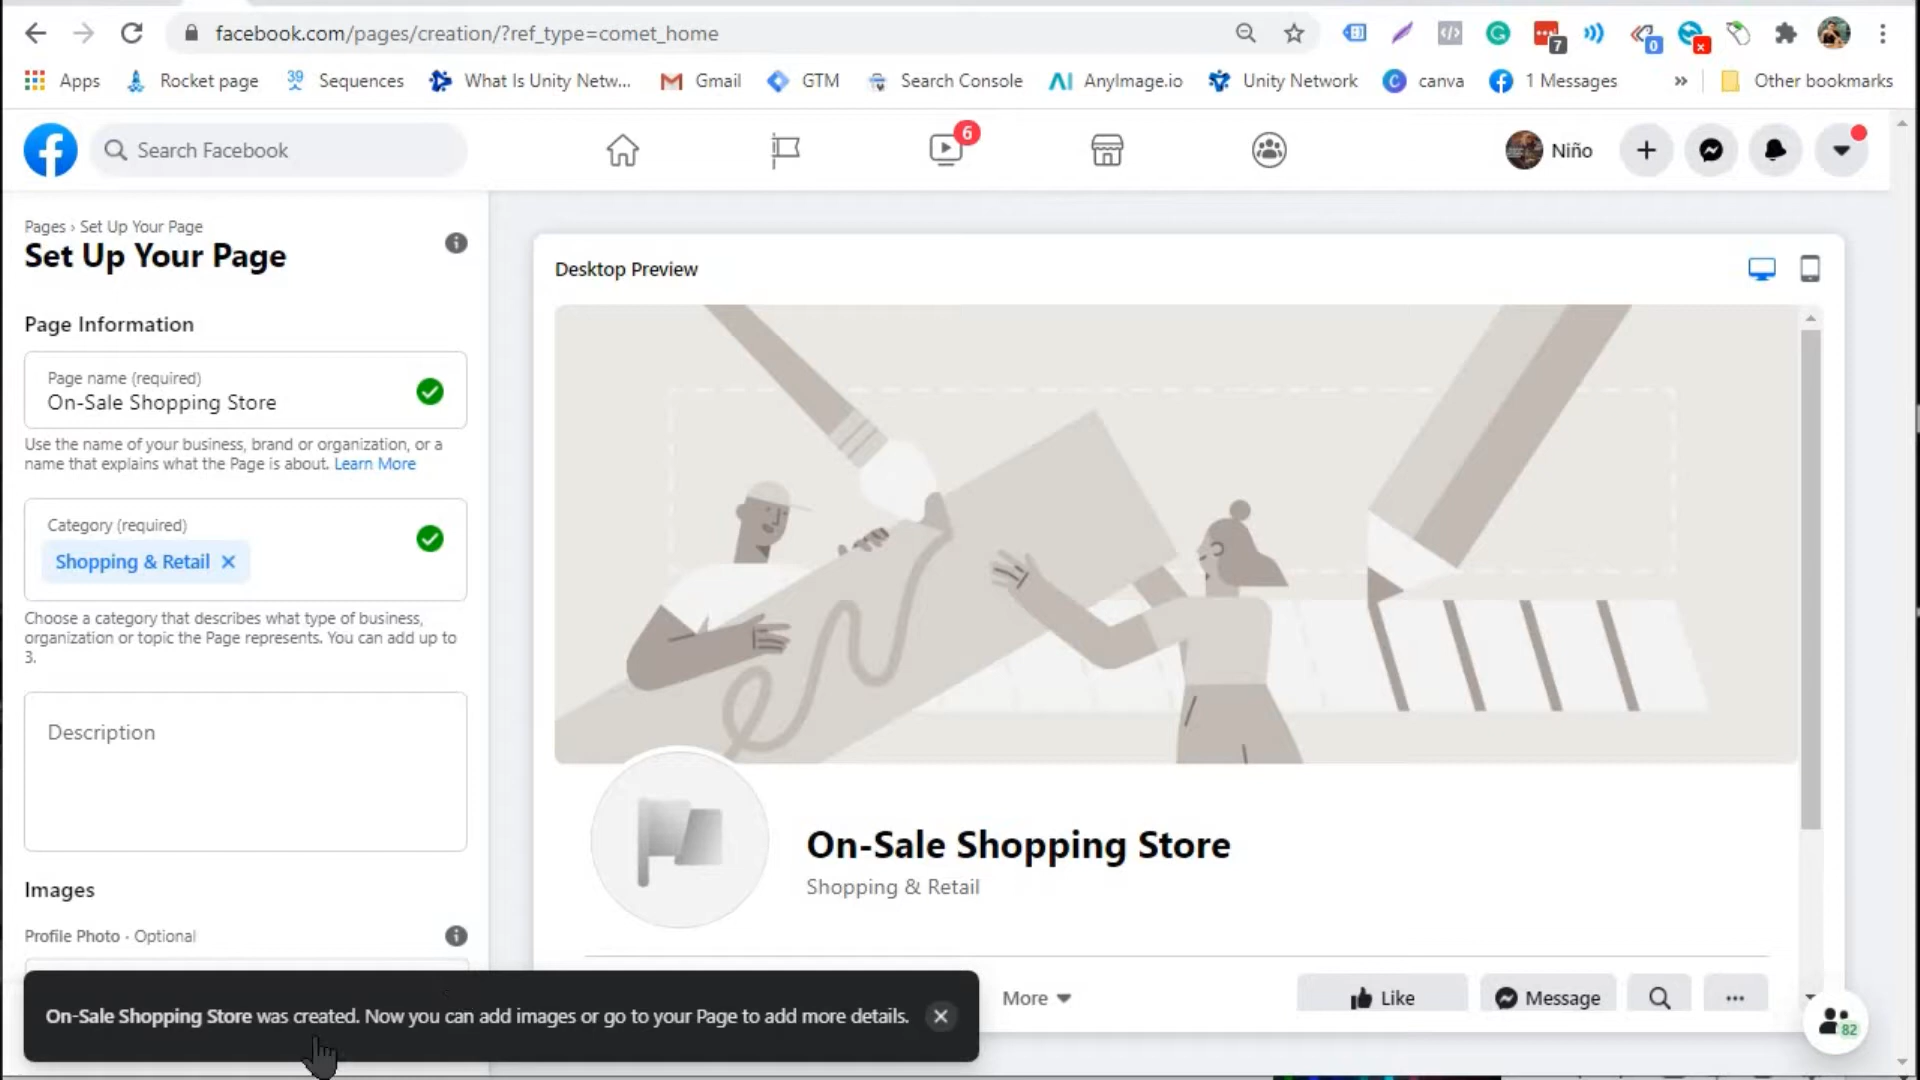 facebook.com/pages/creation/?ref_type=comet_home
7
0
Apps
Rocket page
39
Sequences
What Is Unity Netw...
Gmail
GTM
Search Console
AnyImage.io
Unity Network
canva
1 Messages
»
Other bookmarks
Search Facebook
6
Niño
Pages › Set Up Your Page
Set Up Your Page
Page Information
Page name (required)
On-Sale Shopping Store
Use the name of your business, brand or organization, or a
name that explains what the Page is about. Learn More
Category (required)
Shopping & Retail
Choose a category that describes what type of business,
organization or topic the Page represents. You can add up to
3.
Description
Images
Profile Photo · Optional
On-Sale Shopping Store was created. Now you can add images or go to your Page to add more details.
Desktop Preview
On-Sale Shopping Store
Shopping & Retail
More
Like
Message
82